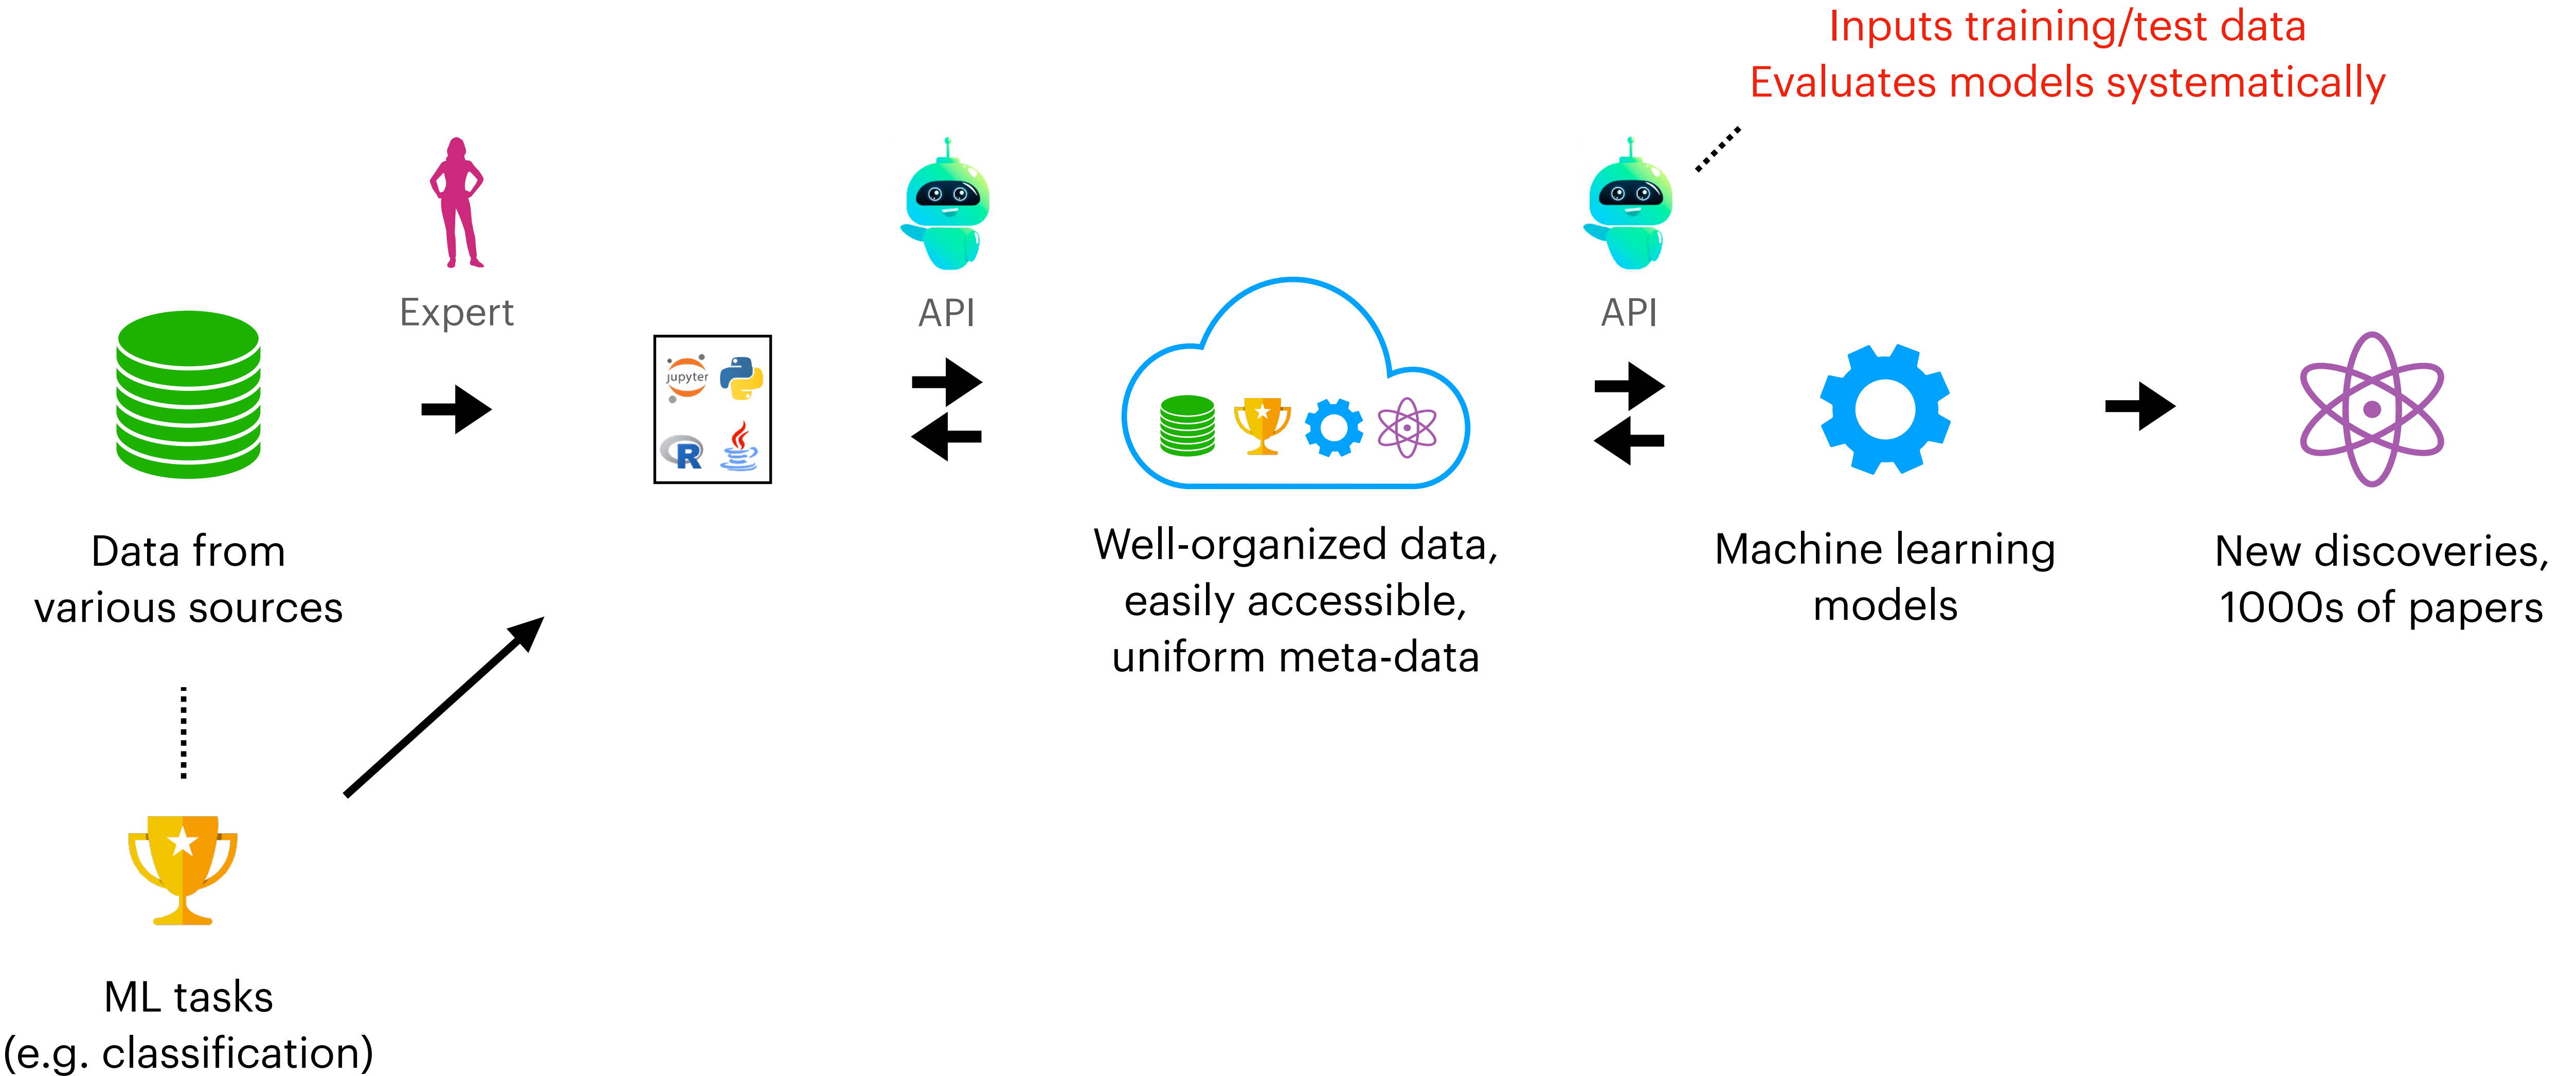 Inputs training/test data
Evaluates models systematically
Expert
API
API
jupyter
R
Data from
various sources
Well-organized data,
easily accessible,
uniform meta-data
Machine learning
models
New discoveries,
1000s of papers
ML tasks
(e.g. classification)